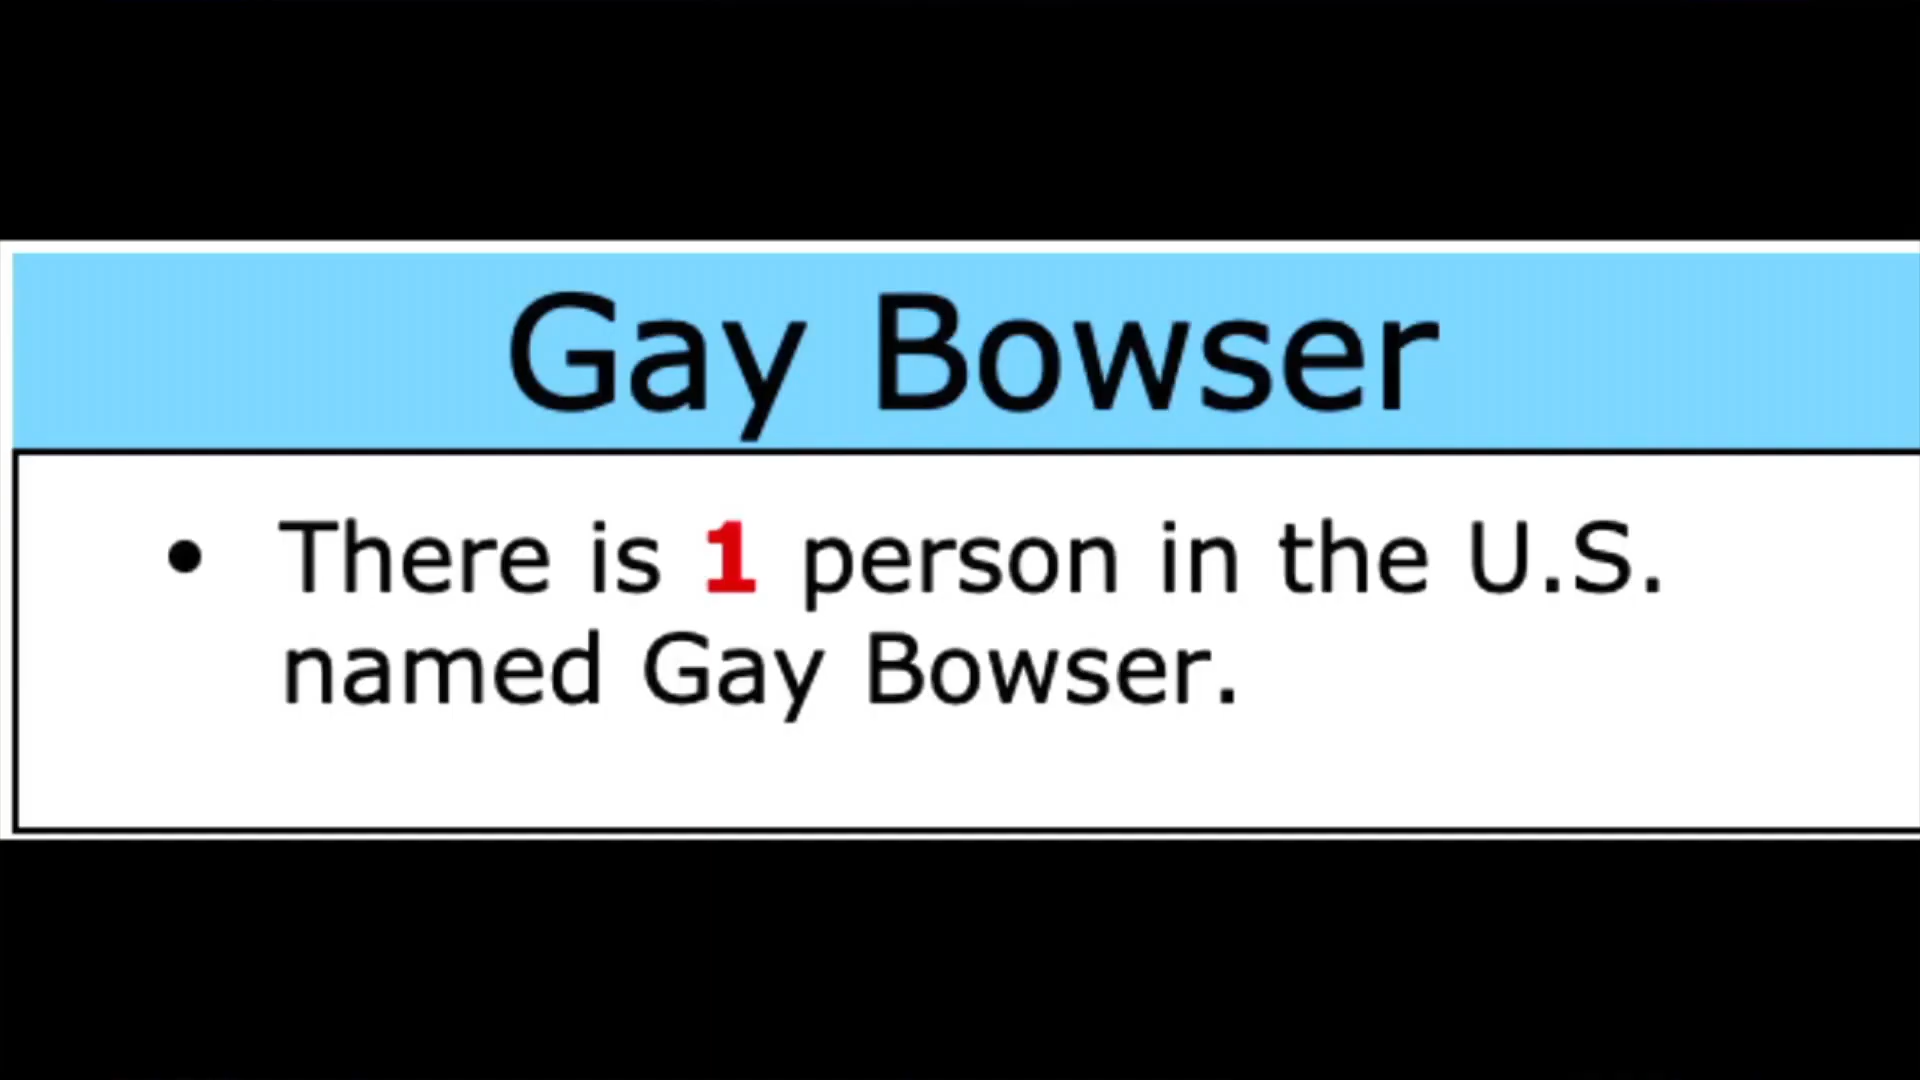 Gay Bowser
• There is 1 person in the U.S.
named Gay Bowser.